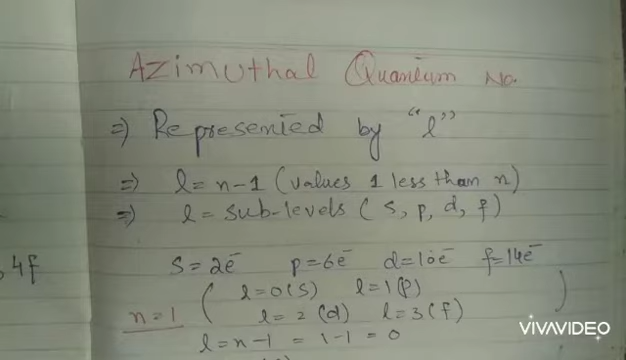 Azimuthal Quantum No.
⇒ Represented by "l"
⇒ l = n-1 (values 1 less than n)
⇒ l = sub-levels (s, p, d, f)
4f
S=2e⁻ p=6e⁻ d=10e⁻ f=14e⁻
n=1 ( l=0(s) l=1(p)
l=2(d) l=3(f) )
l=n-1 = 1-1 = 0
VIVAVIDEO